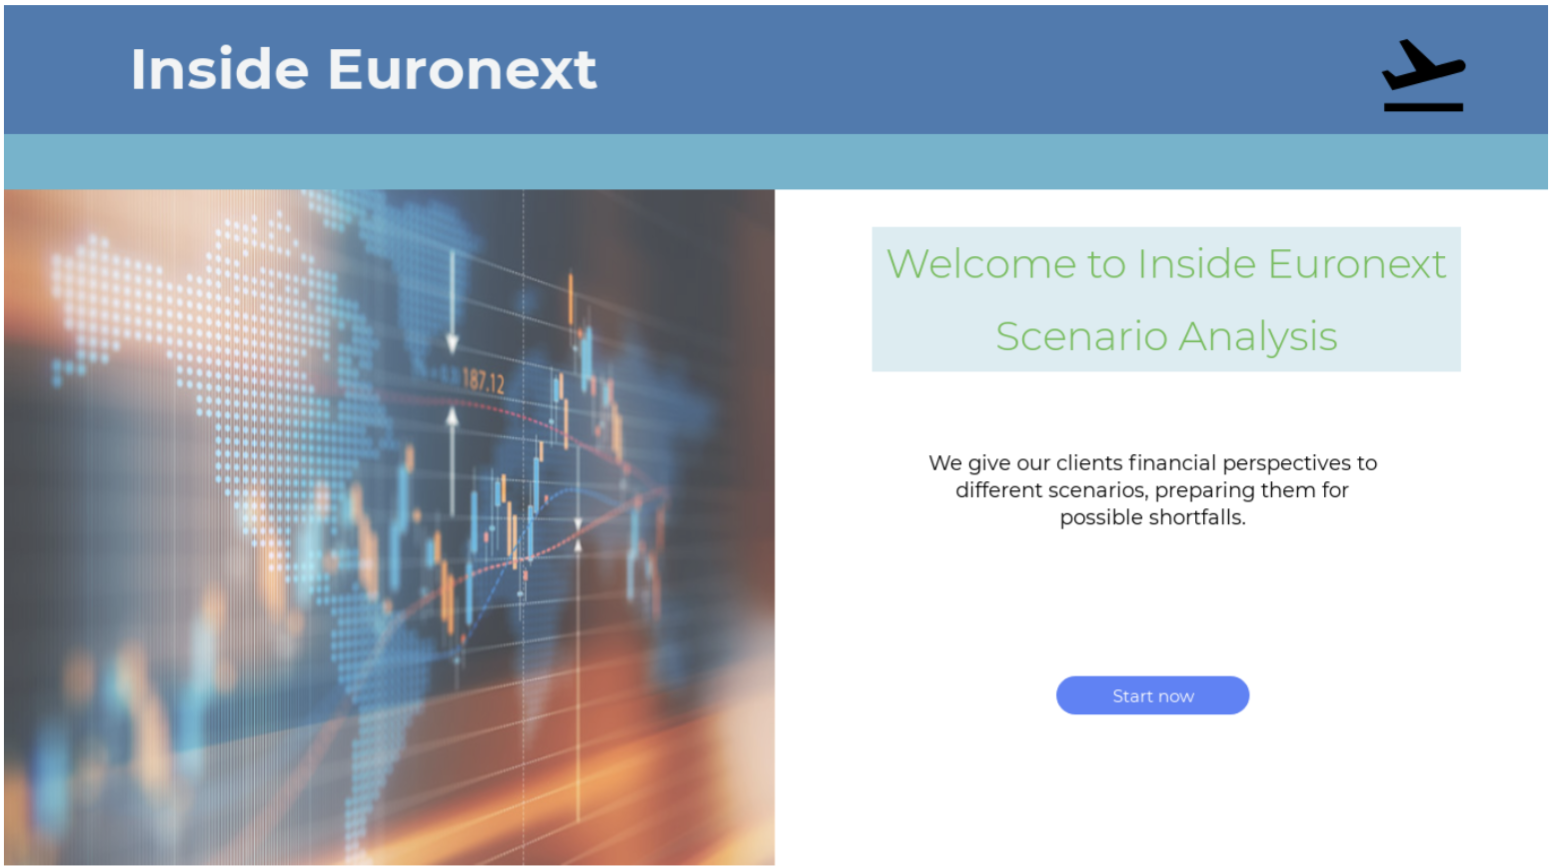 Inside Euronext
Welcome to Inside Euronext
Scenario Analysis
187.12
We give our clients financial perspectives to
different scenarios, preparing them for
possible shortfalls.
Start now